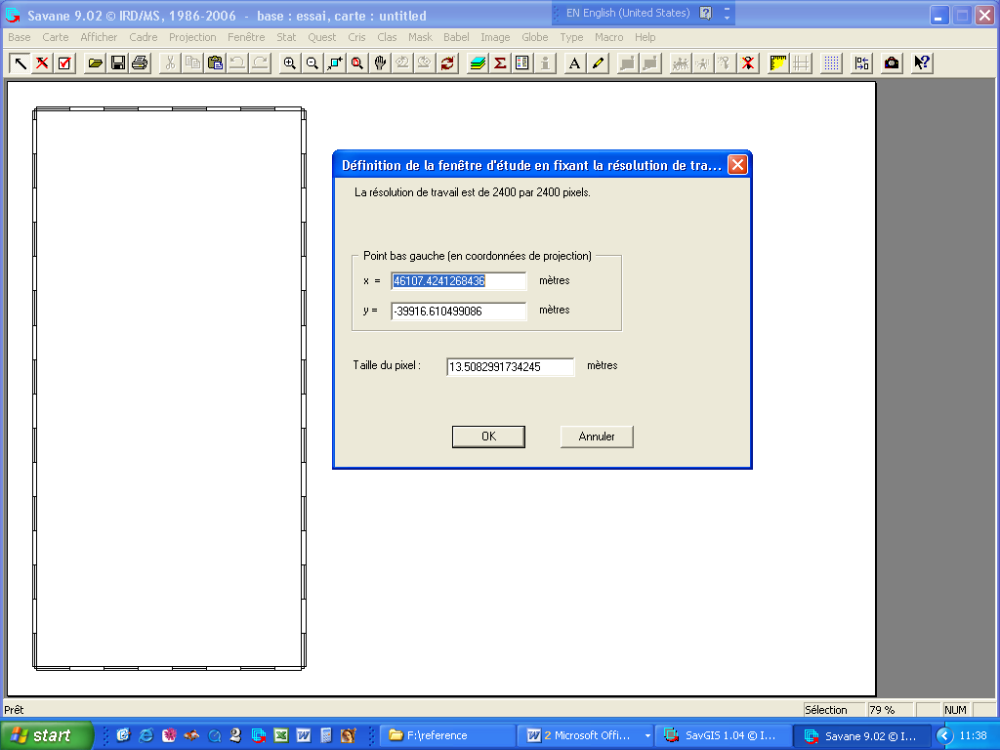 Savane 9.02 © IRD/MS, 1986-2006 - base : essai, carte : untitled
EN English (United States)
Base Carte Afficher Cadre Projection Fenêtre Stat Quest Cris Clas Mask Babel Image Globe Type Macro Help
Définition de la fenêtre d'étude en fixant la résolution de tra...
La résolution de travail est de 2400 par 2400 pixels.
Point bas gauche (en coordonnées de projection)
x = 46107.4241268436 mètres
y = -39916.610499086 mètres
Taille du pixel : 13.5082991734245 mètres
OK Annuler
Prêt Sélection 79 % NUM
start F:\reference 2 Microsoft Offi... SavGIS 1.04 © I... Savane 9.02 © I... 11:38